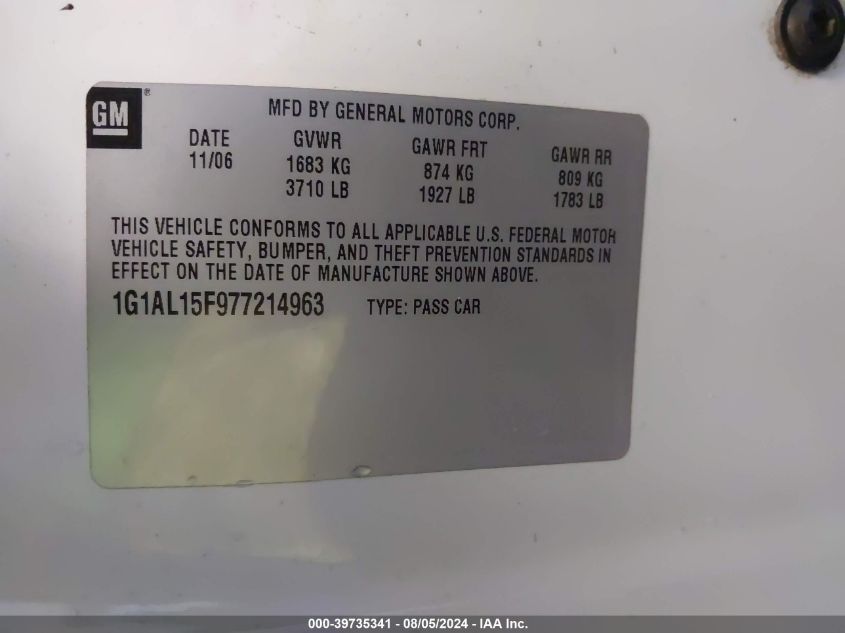 GM®
MFD BY GENERAL MOTORS CORP.
DATE GVWR GAWR FRT GAWR RR
11/06 1683 KG 874 KG 809 KG
3710 LB 1927 LB 1783 LB
THIS VEHICLE CONFORMS TO ALL APPLICABLE U.S. FEDERAL MOTOR
VEHICLE SAFETY, BUMPER, AND THEFT PREVENTION STANDARDS IN
EFFECT ON THE DATE OF MANUFACTURE SHOWN ABOVE.
1G1AL15F977214963 TYPE: PASS CAR
000-39735341 - 08/05/2024 - IAA Inc.